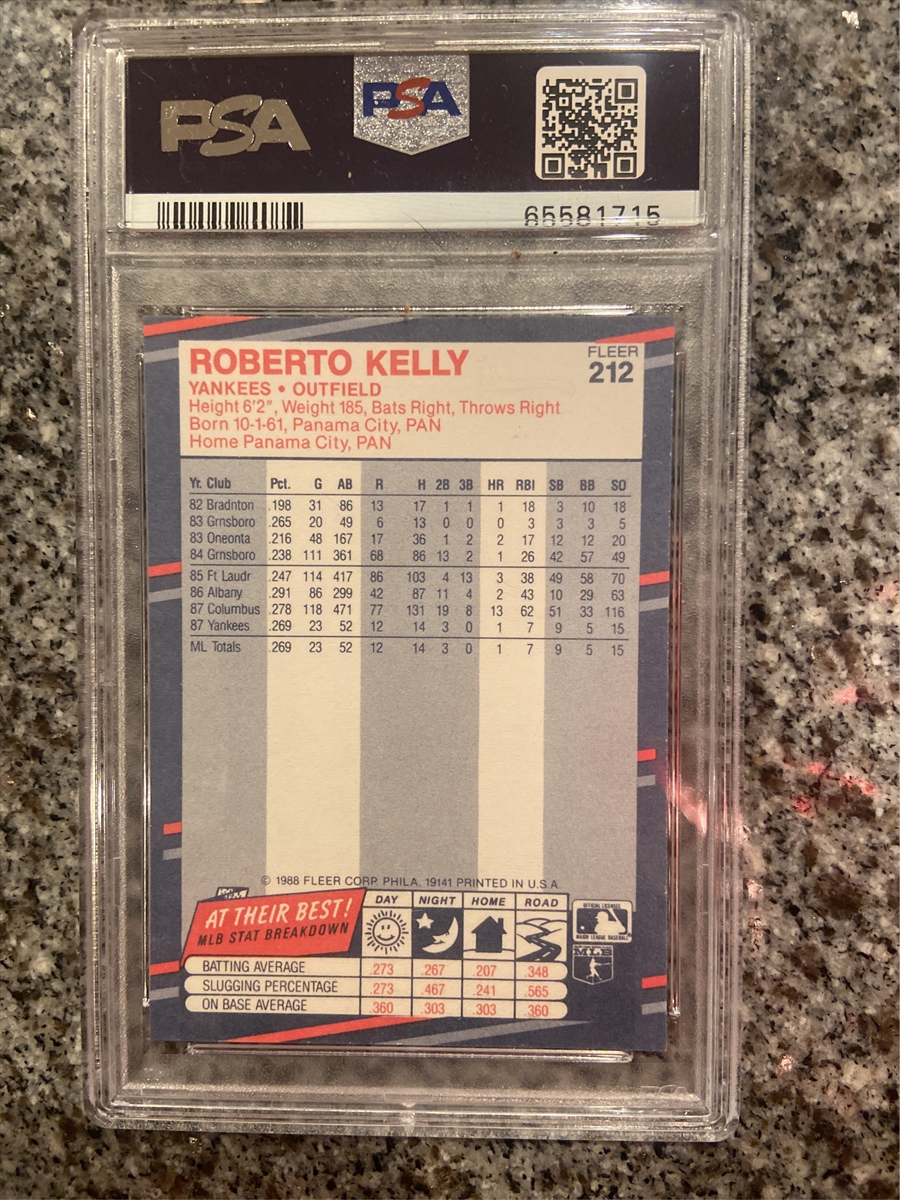 PSA
PSA
65581715
ROBERTO KELLY
FLEER
212
YANKEES • OUTFIELD
Height 6'2", Weight 185, Bats Right, Throws Right
Born 10-1-61, Panama City, PAN
Home Panama City, PAN
Yr. Club Pct. G AB R H 2B 3B HR RBI SB BB SO
82 Bradnton .198 31 86 13 17 1 1 1 18 3 10 18
83 Grnsboro .265 20 49 6 13 0 0 0 3 3 3 5
83 Oneonta .216 48 167 17 36 1 2 2 17 12 12 20
84 Grnsboro .238 111 361 68 86 13 2 1 26 42 57 49
85 Ft Laudr .247 114 417 86 103 4 13 3 38 49 58 70
86 Albany .291 86 299 42 87 11 4 2 43 10 29 63
87 Columbus .278 118 471 77 131 19 8 13 62 51 33 116
87 Yankees .269 23 52 12 14 3 0 1 7 9 5 15
ML Totals .269 23 52 12 14 3 0 1 7 9 5 15
© 1988 FLEER CORP. PHILA. 19141 PRINTED IN U.S.A.
AT THEIR BEST!
MLB STAT BREAKDOWN
DAY NIGHT HOME ROAD
BATTING AVERAGE .273 .267 .207 .348
SLUGGING PERCENTAGE .273 .467 .241 .565
ON BASE AVERAGE .360 .303 .303 .360
OFFICIAL LICENSEE
MAJOR LEAGUE BASEBALL
PSA